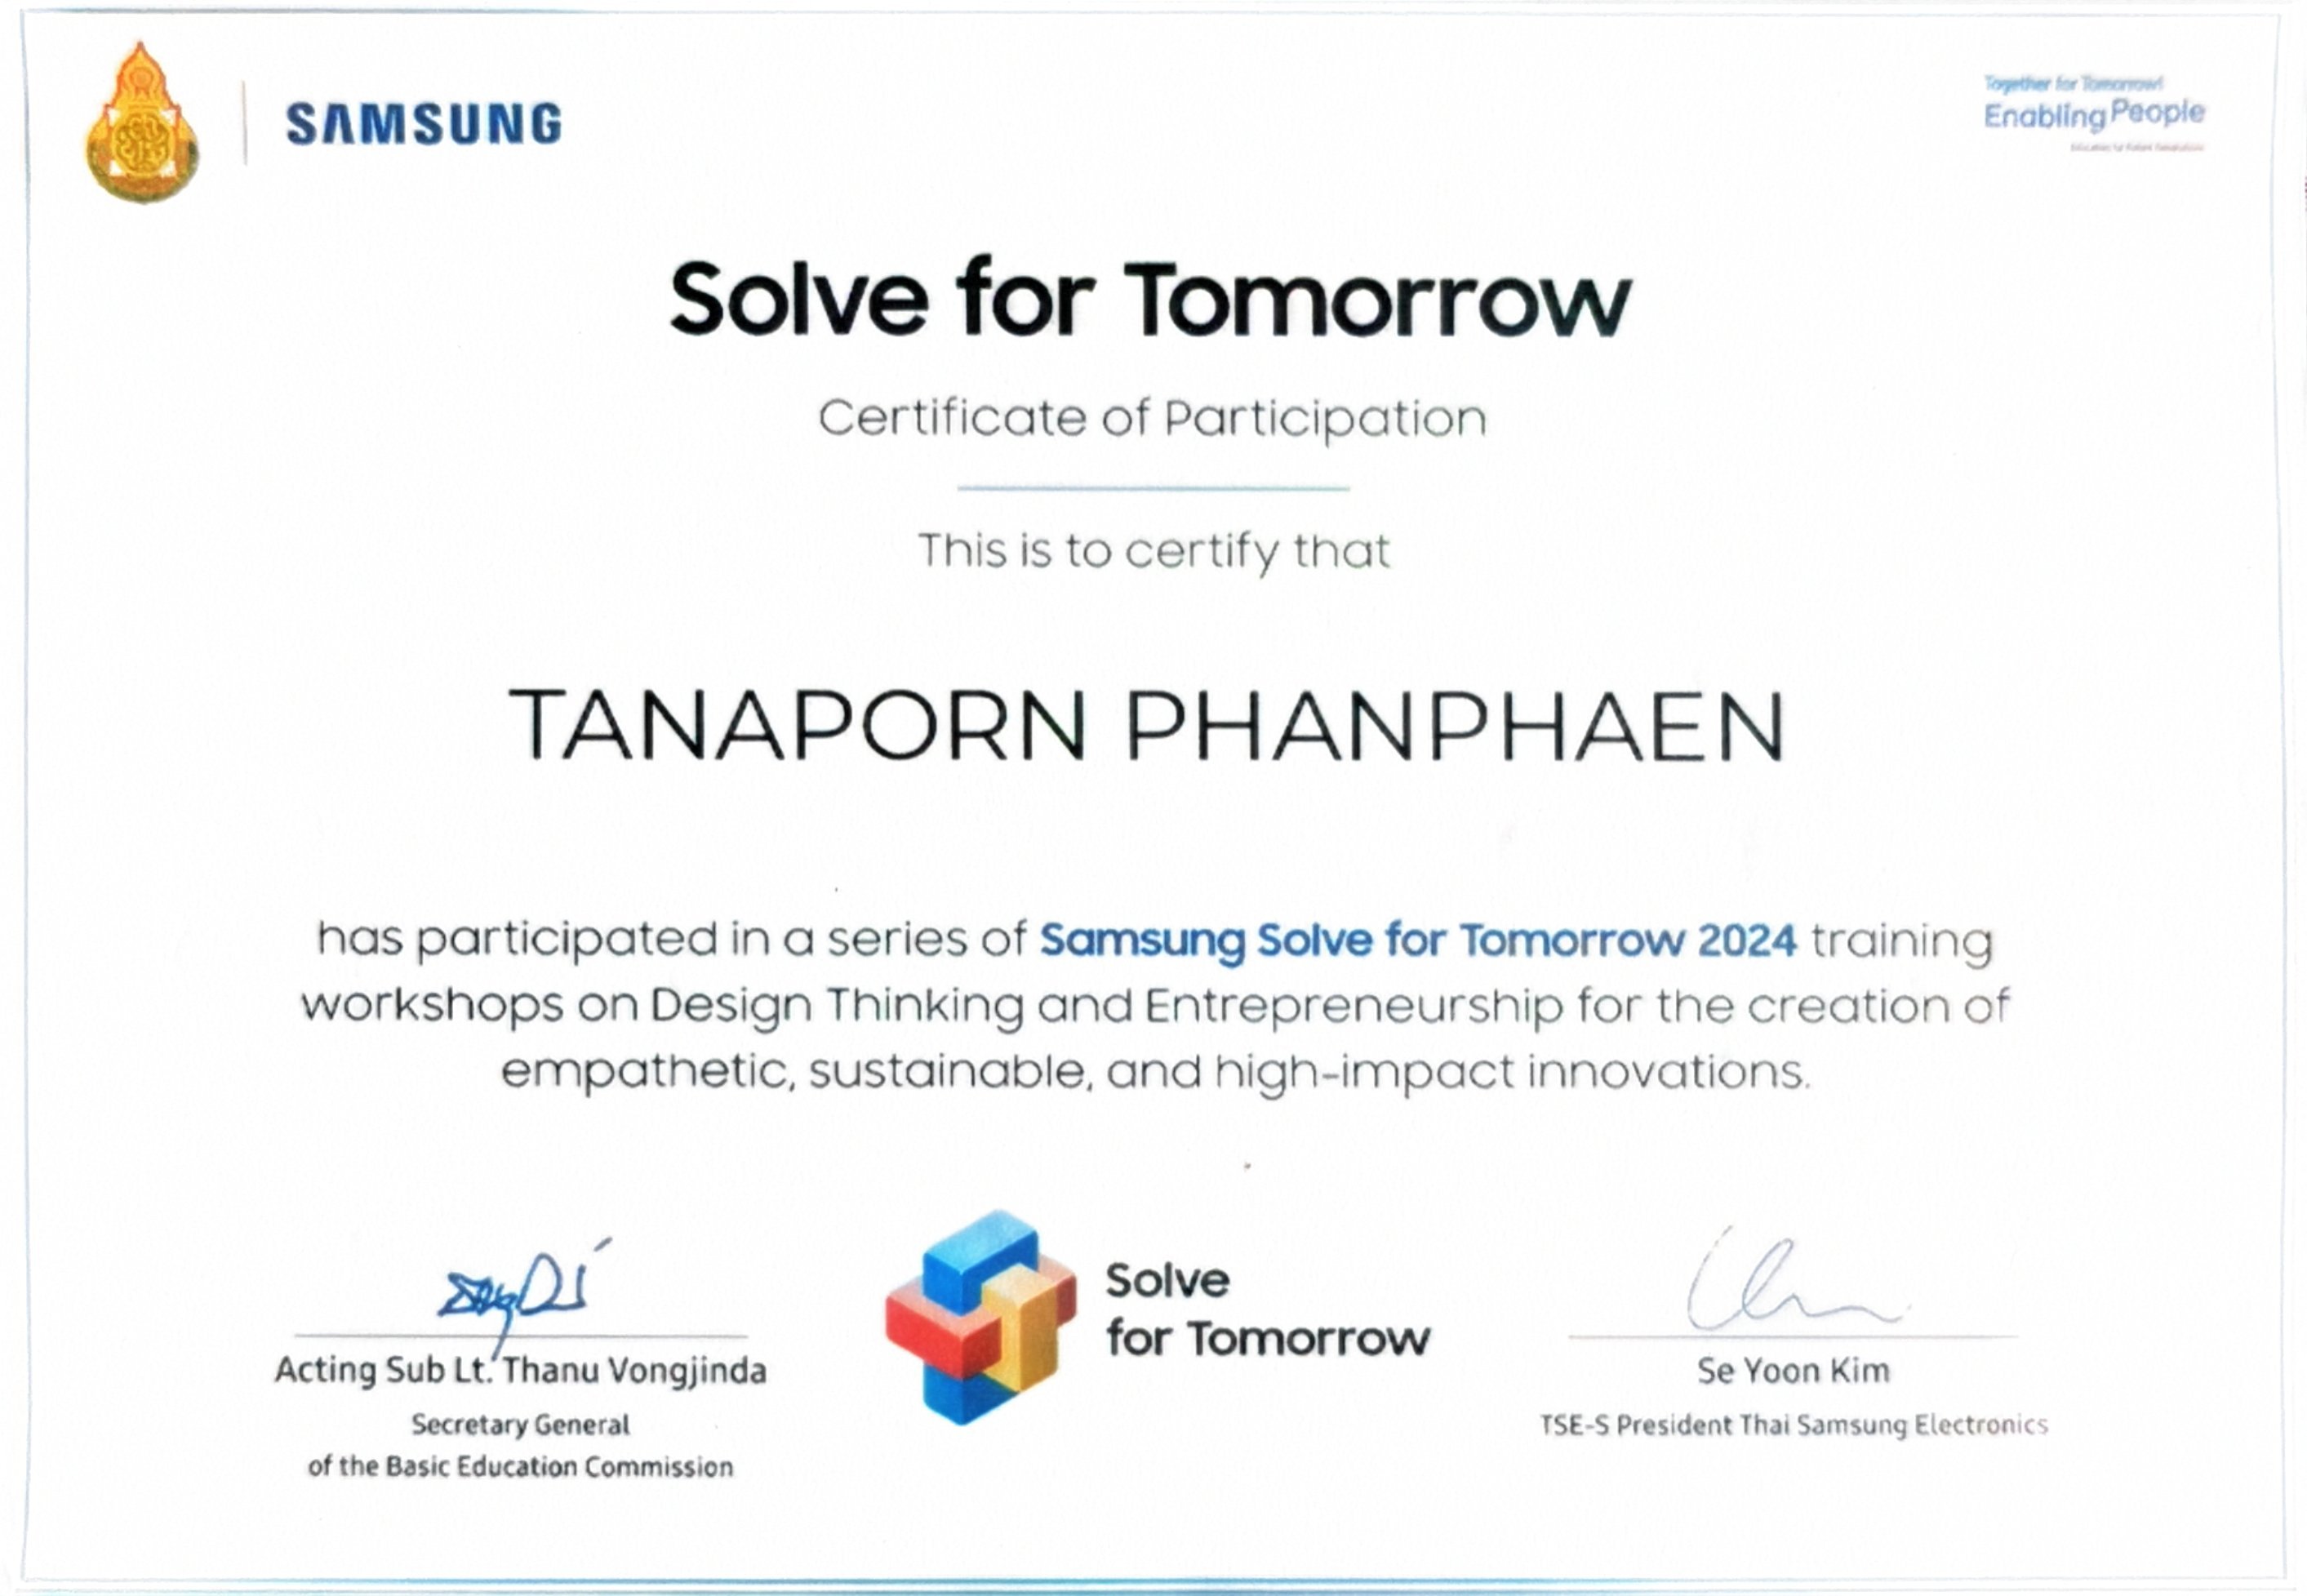 SAMSUNG
Together for Tomorrow!
Enabling People
Solve for Tomorrow
Certificate of Participation
This is to certify that
TANAPORN PHANPHAEN
has participated in a series of Samsung Solve for Tomorrow 2024 training
workshops on Design Thinking and Entrepreneurship for the creation of
empathetic, sustainable, and high-impact innovations.
Acting Sub Lt. Thanu Vongjinda
Secretary General
of the Basic Education Commission
Solve
for Tomorrow
Se Yoon Kim
TSE-S President Thai Samsung Electronics